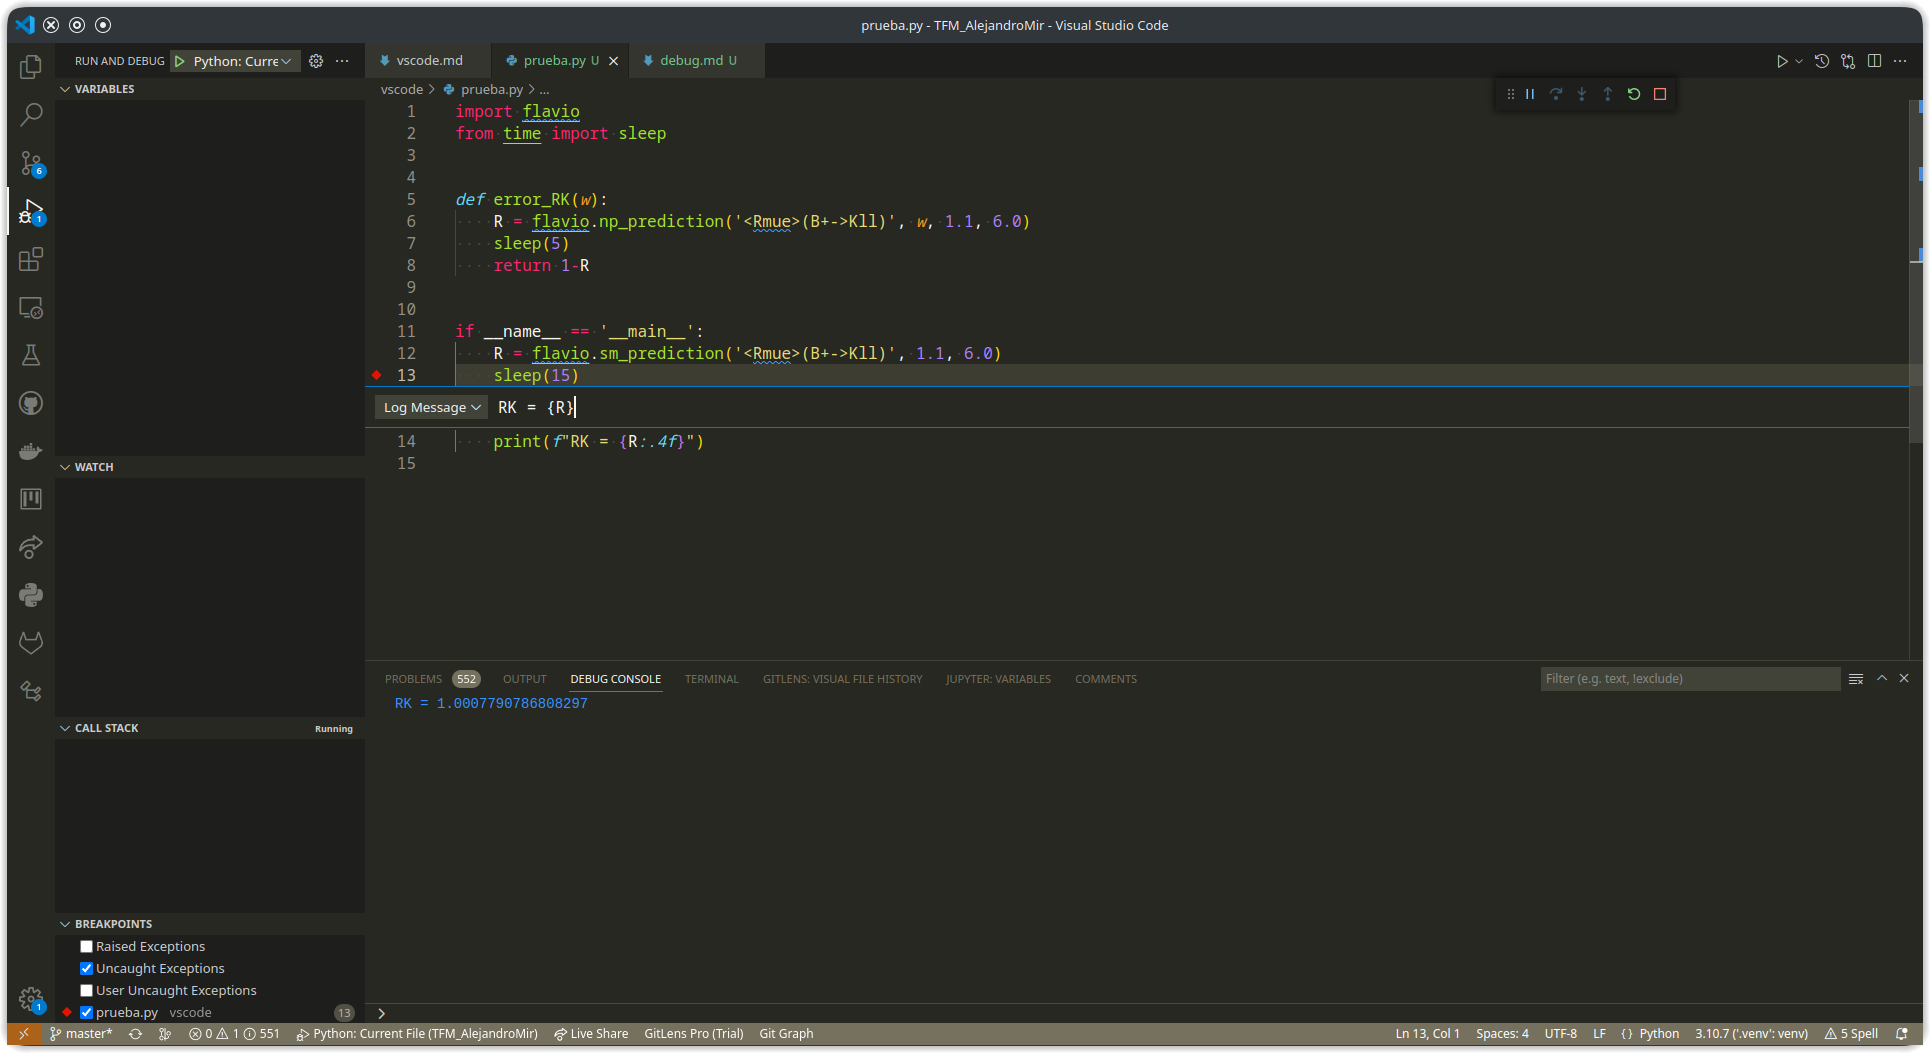 prueba.py - TFM_AlejandroMir - Visual Studio Code
RUN AND DEBUG
Python: Curre
vscode.md
prueba.py U
debug.md U
VARIABLES
vscode > prueba.py > ...
1 import flavio
2 from time import sleep
3
4
5 def error_RK(w):
6 R = flavio.np_prediction('<Rmue>(B+->Kll)', w, 1.1, 6.0)
7 sleep(5)
8 return 1-R
9
10
11 if __name__ == '__main__':
12 R = flavio.sm_prediction('<Rmue>(B+->Kll)', 1.1, 6.0)
13 sleep(15)
Log Message RK = {R}
14 print(f"RK = {R:.4f}")
15
6
1
WATCH
PROBLEMS 552 OUTPUT DEBUG CONSOLE TERMINAL GITLENS: VISUAL FILE HISTORY JUPYTER: VARIABLES COMMENTS
Filter (e.g. text, !exclude)
RK = 1.0007790786808297
CALL STACK Running
BREAKPOINTS
Raised Exceptions
Uncaught Exceptions
User Uncaught Exceptions
prueba.py vscode 13
1
>
master* 0 1 551 Python: Current File (TFM_AlejandroMir) Live Share GitLens Pro (Trial) Git Graph Ln 13, Col 1 Spaces: 4 UTF-8 LF {} Python 3.10.7 ('.venv': venv) 5 Spell